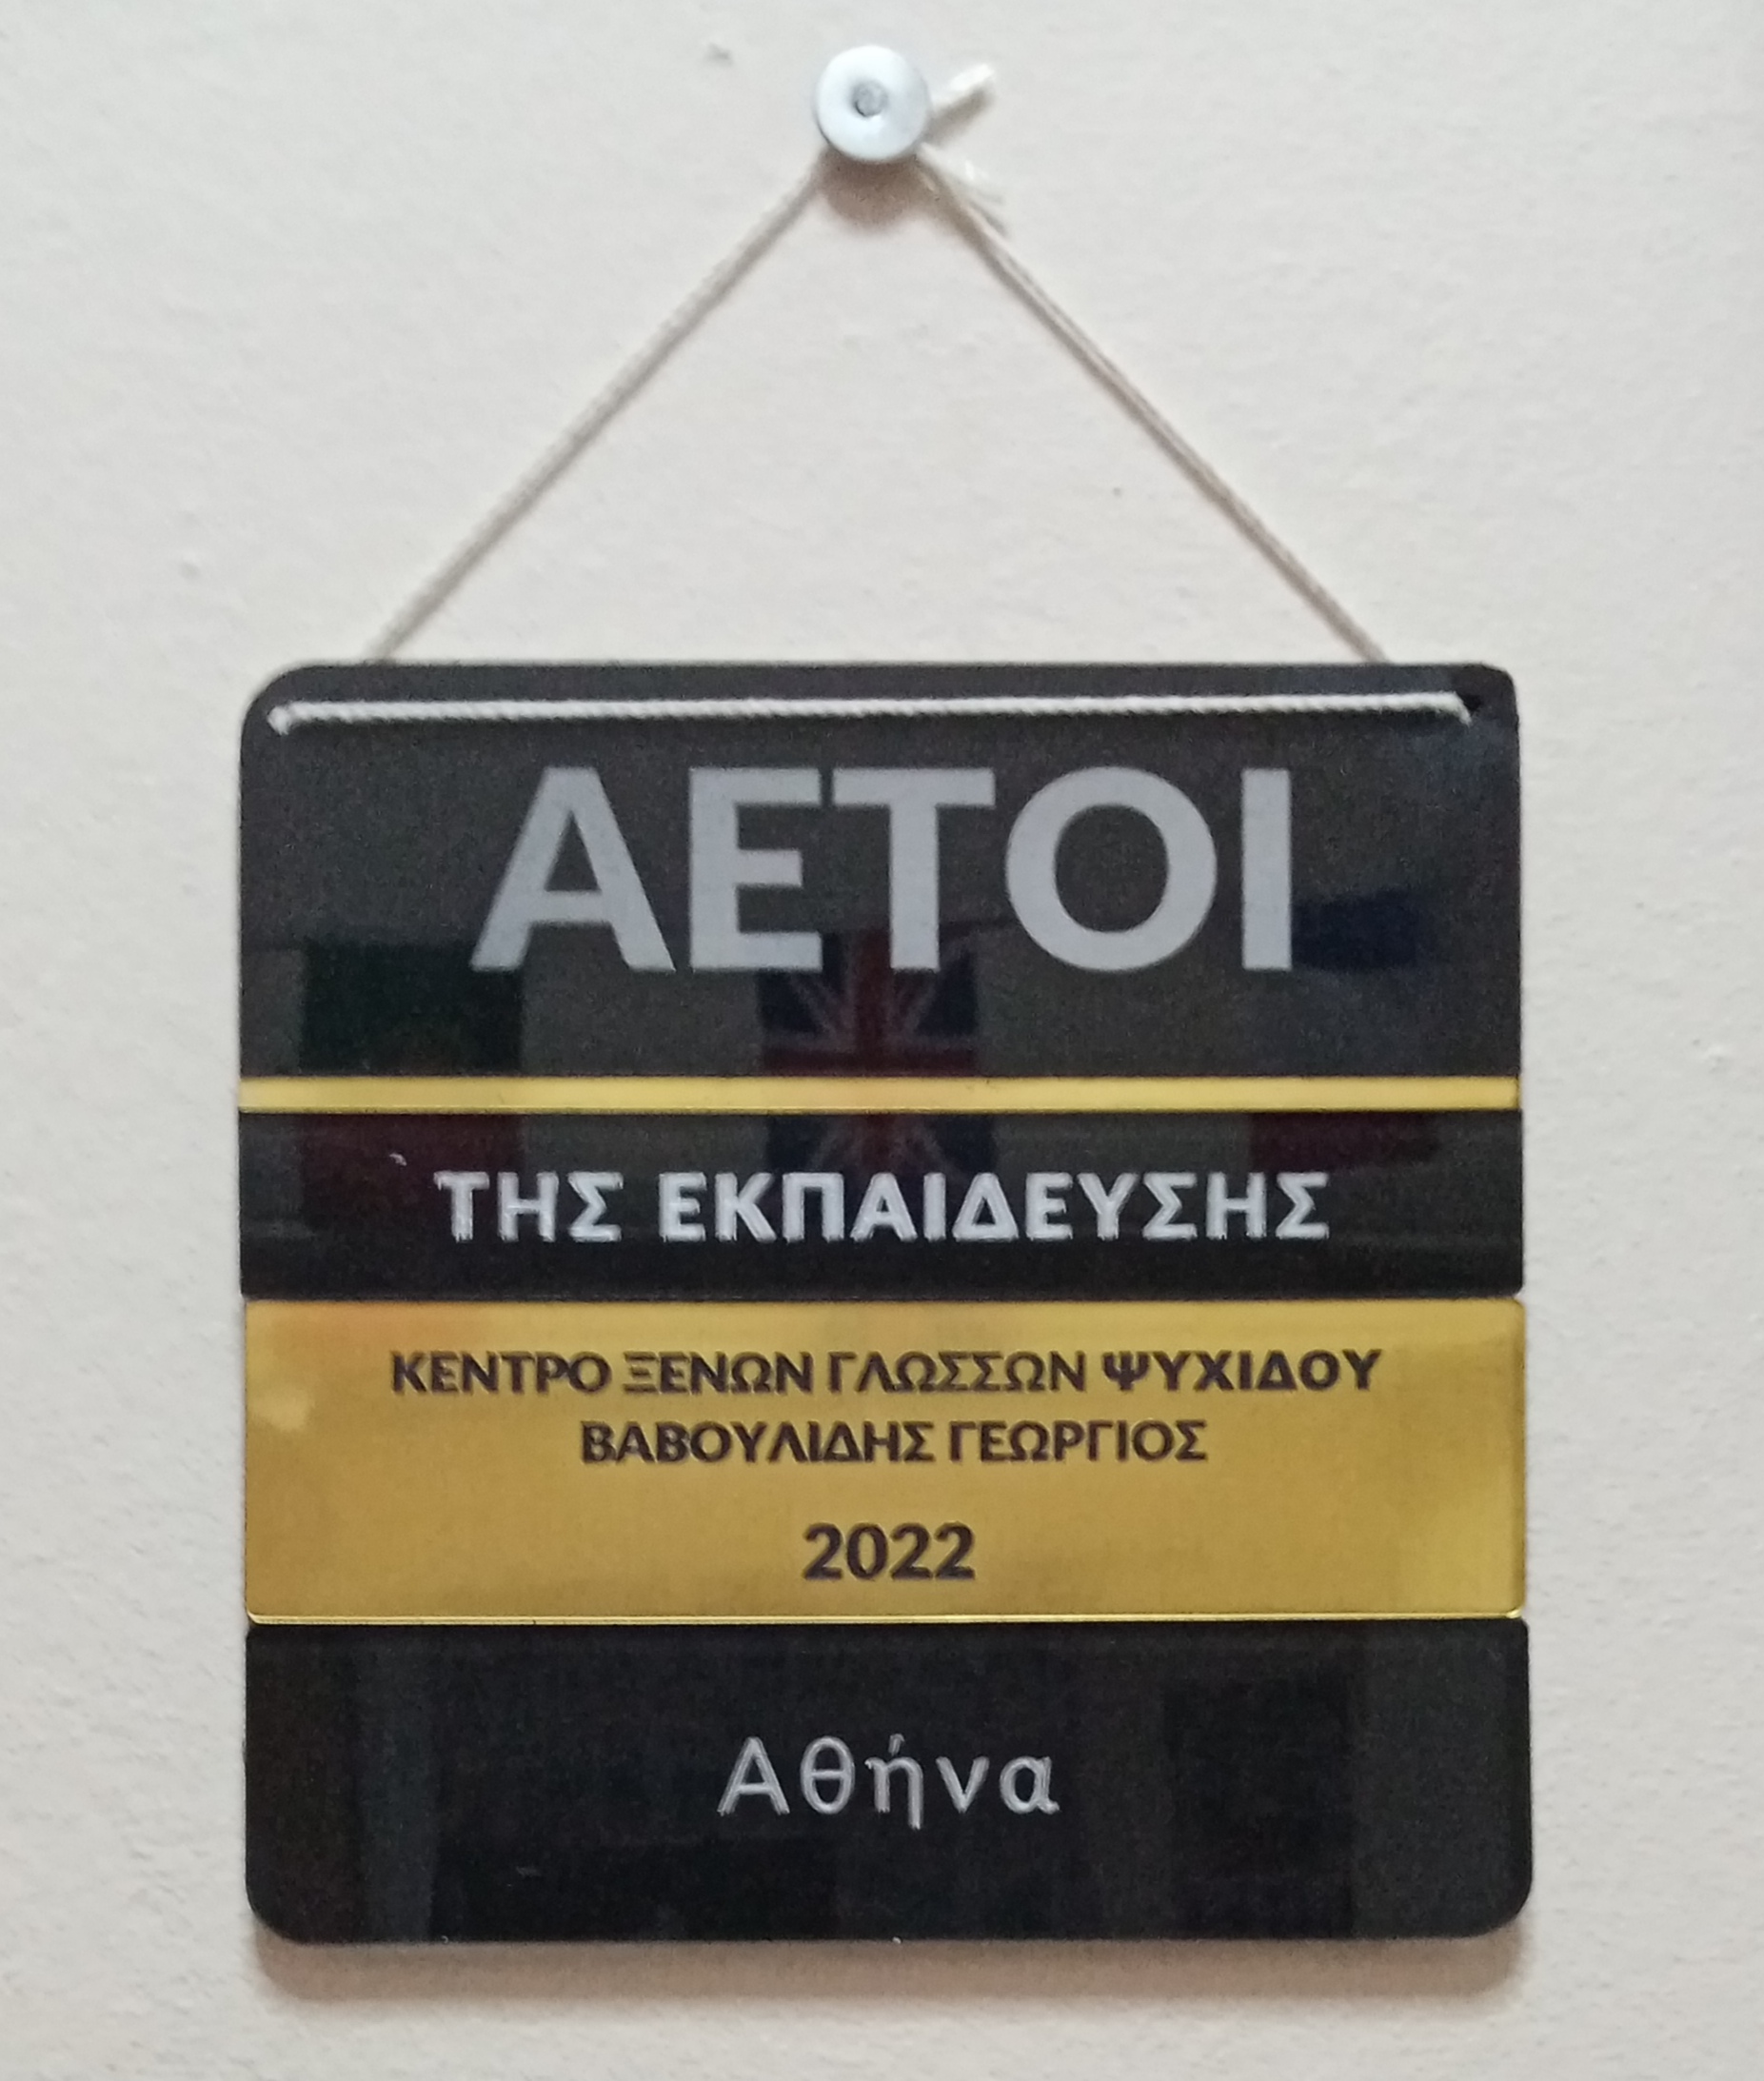 ΑΕΤΟΙ
ΤΗΣ ΕΚΠΑΙΔΕΥΣΗΣ
ΚΕΝΤΡΟ ΞΕΝΩΝ ΓΛΩΣΣΩΝ ΨΥΧΙΔΟΥ
ΒΑΒΟΥΛΙΔΗΣ ΓΕΩΡΓΙΟΣ
2022
Αθήνα